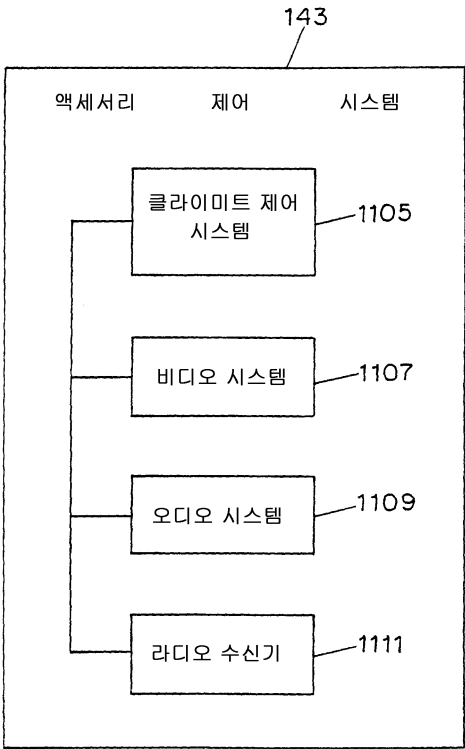 143
액세서리 제어 시스템
클라이미트 제어
시스템
1105
비디오 시스템
1107
오디오 시스템
1109
라디오 수신기
1111